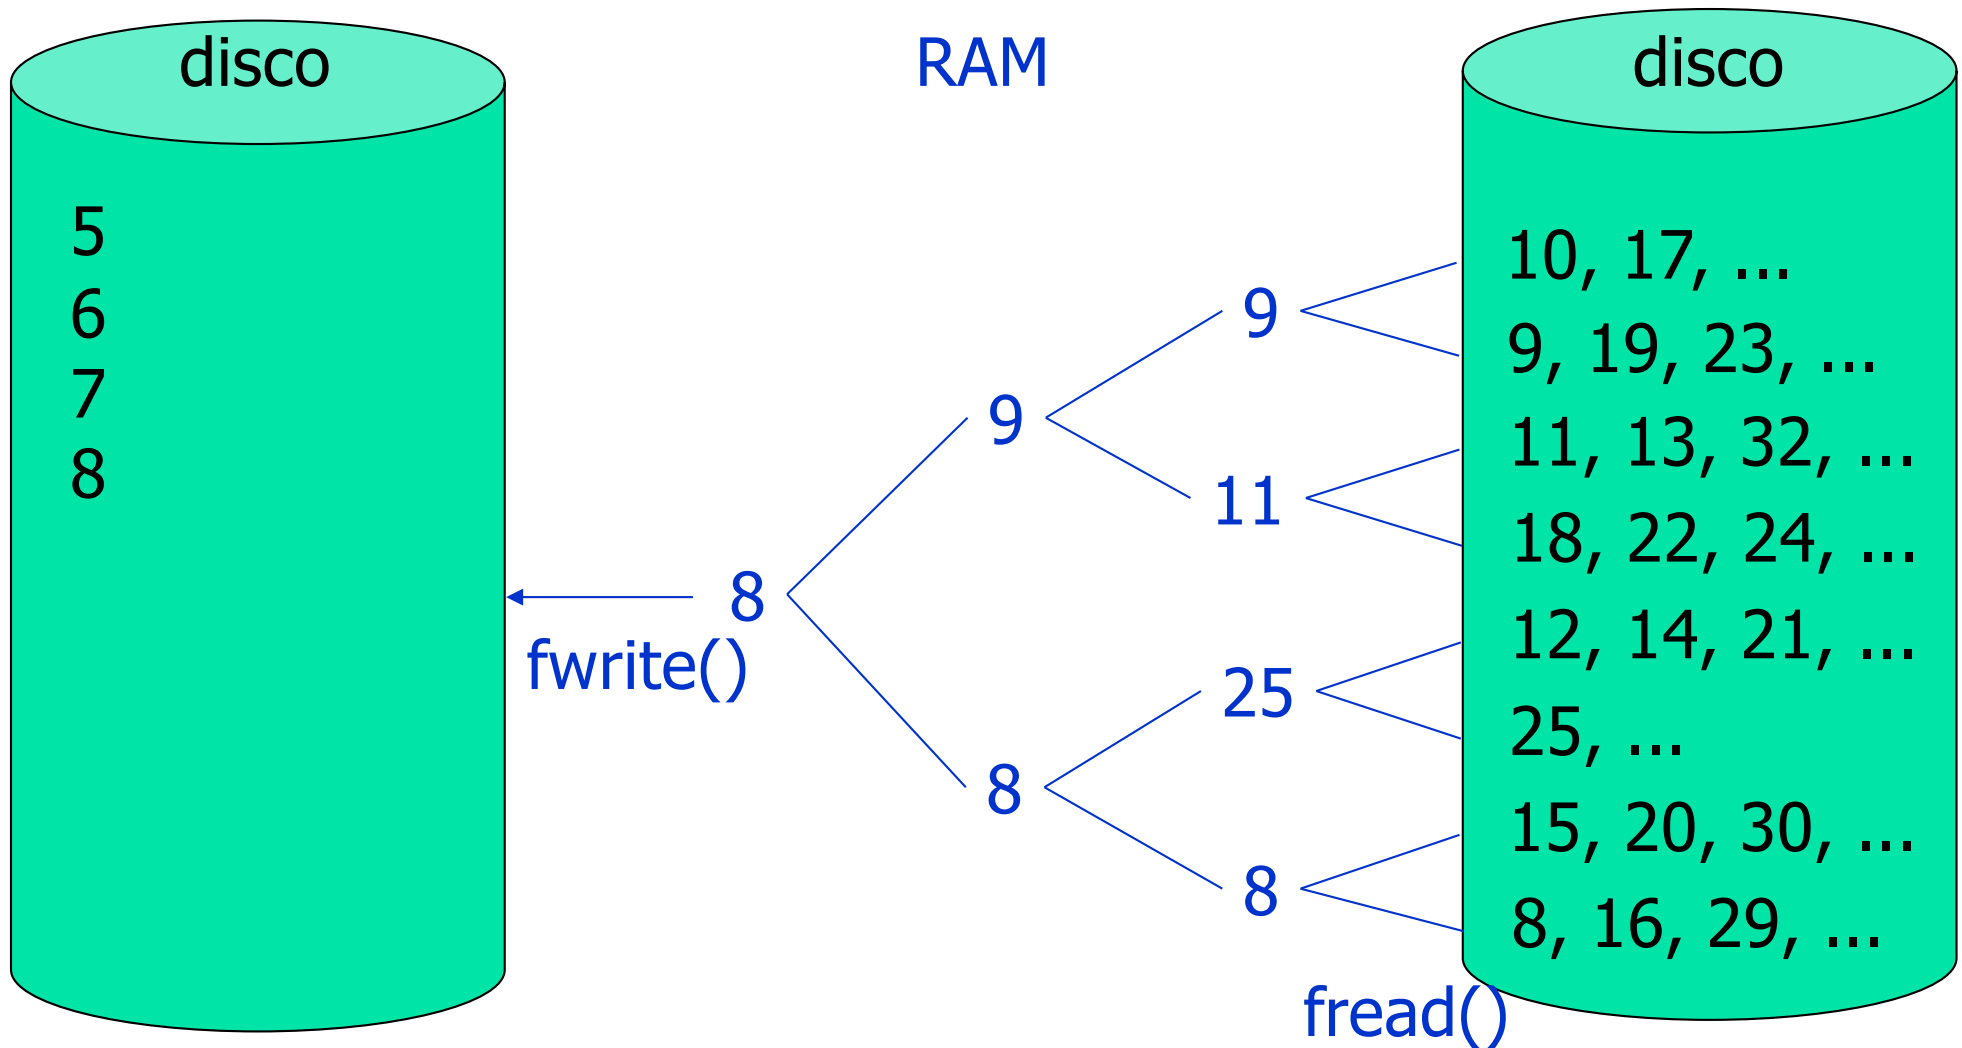 disco
RAM
disco
5
6
7
8
8
fwrite()
9
8
9
11
25
8
10, 17, ...
9, 19, 23, ...
11, 13, 32, ...
18, 22, 24, ...
12, 14, 21, ...
25, ...
15, 20, 30, ...
8, 16, 29, ...
fread()